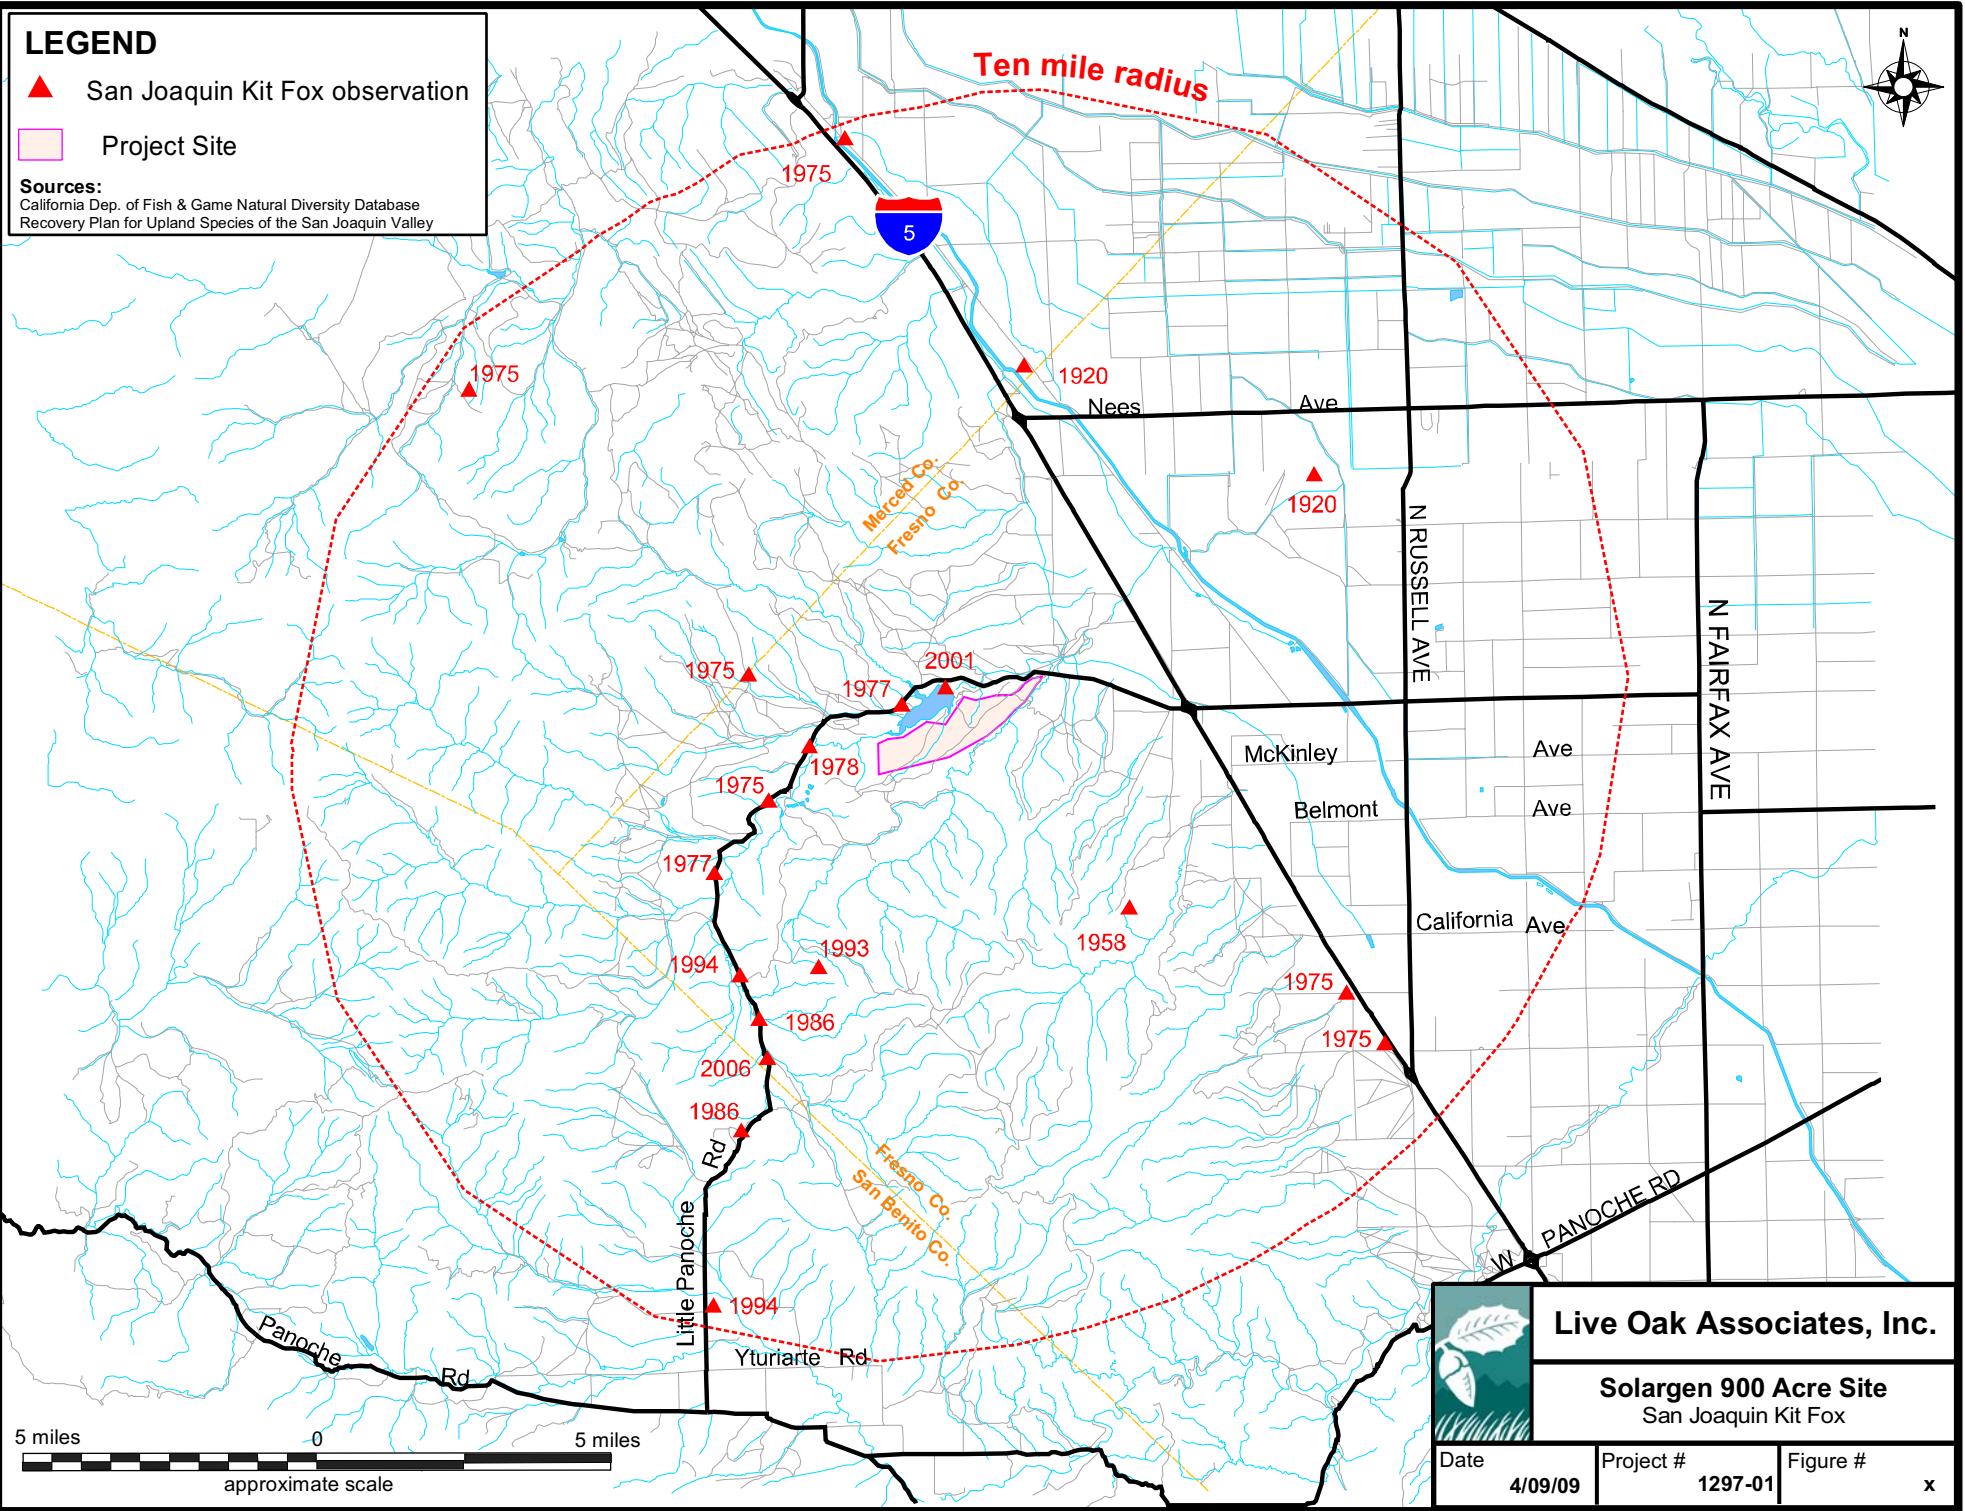 LEGEND
San Joaquin Kit Fox observation
Project Site
Sources:
California Dep. of Fish & Game Natural Diversity Database
Recovery Plan for Upland Species of the San Joaquin Valley
Ten mile radius
N
1975
5
1975
1920
Nees Ave
1920
Merced Co.
Fresno Co.
N RUSSELL AVE
N FAIRFAX AVE
1975
2001
1977
1978
1975
McKinley Ave
Belmont Ave
1977
California Ave
1958
1993
1994
1975
1986
1975
2006
1986
Fresno Co.
San Benito Co.
Little Panoche Rd
1994
W PANOCHE RD
Panoche Rd
Yturiarte Rd
5 miles 0 5 miles
approximate scale
Live Oak Associates, Inc.
Solargen 900 Acre Site
San Joaquin Kit Fox
Date 4/09/09
Project # 1297-01
Figure # x